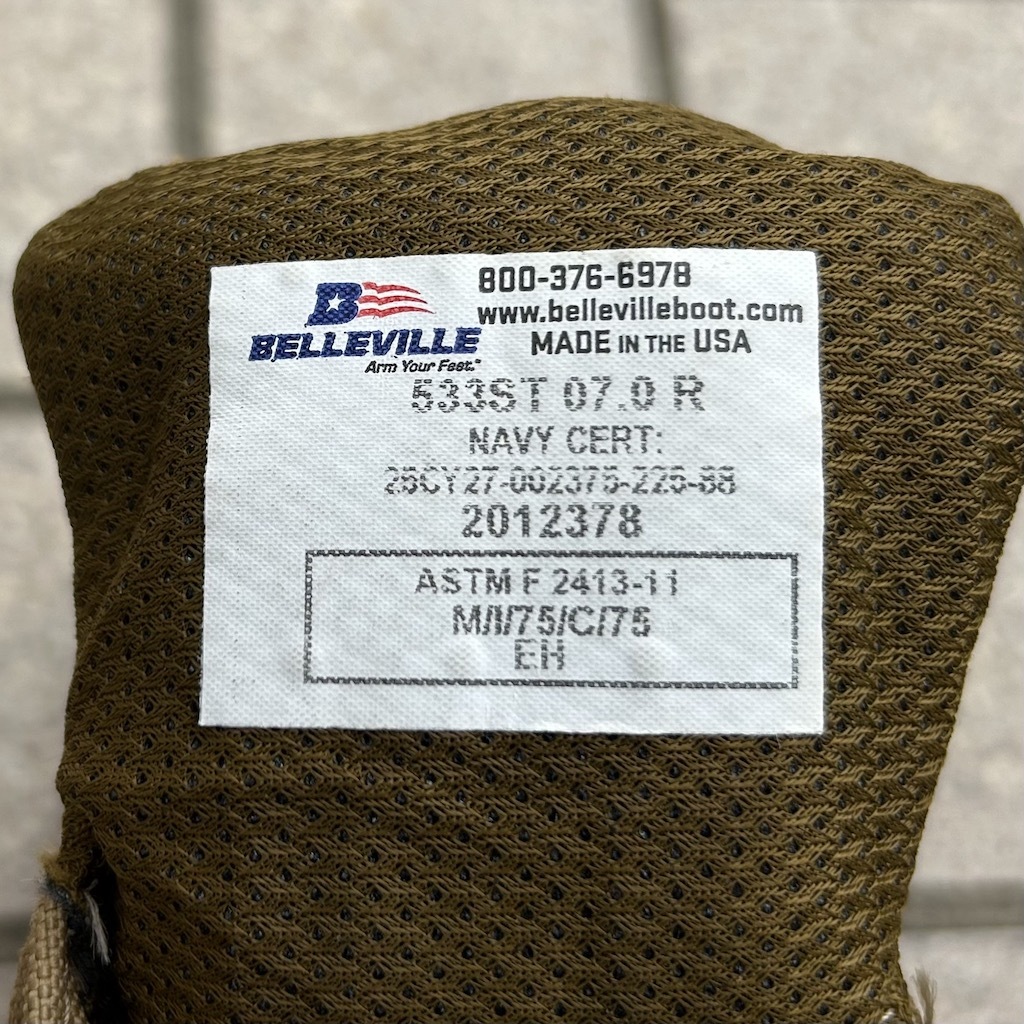 B
BELLEVILLE
Arm Your Feet.™
800-376-6978
www.bellevilleboot.com
MADE IN THE USA
533ST 07.0 R
NAVY CERT:
25CY27-002375-225-88
2012378
ASTM F 2413-11
M/I/75/C/75
EH